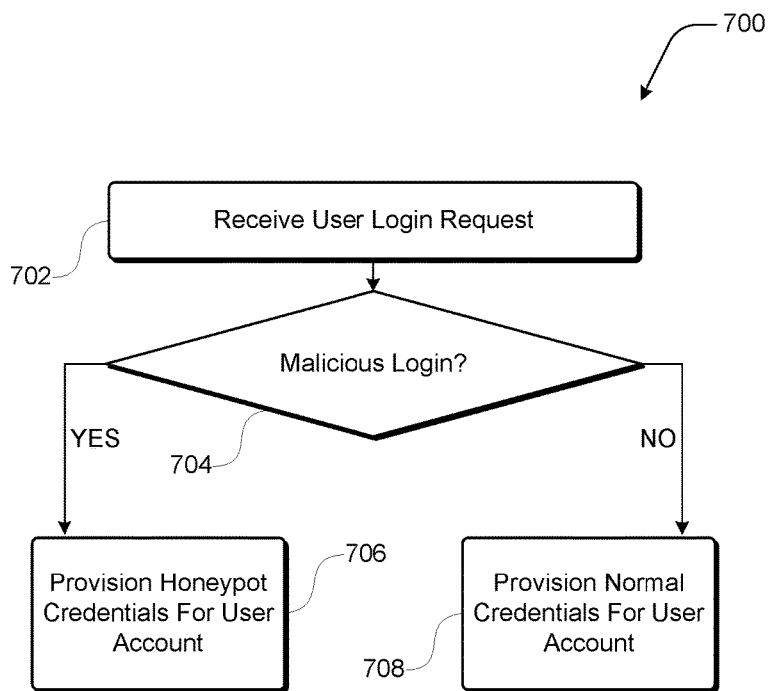 700
Receive User Login Request
702
Malicious Login?
YES
704
NO
706
Provision Honeypot
Credentials For User
Account
Provision Normal
Credentials For User
Account
708